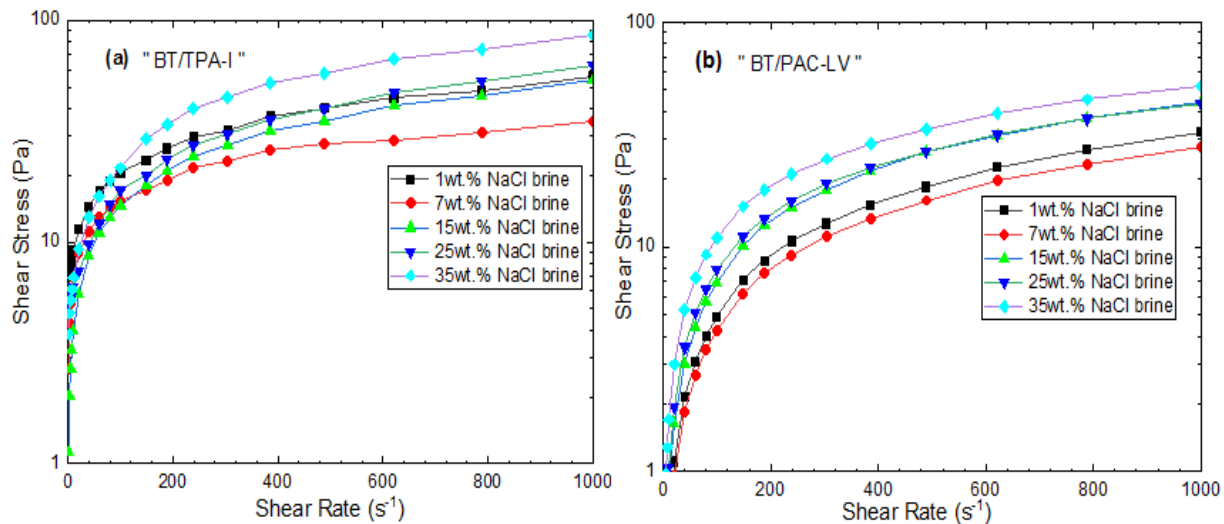 (a) " BT/TPA-I "
100
10
1
Shear Stress (Pa)
1wt.% NaCl brine
7wt.% NaCl brine
15wt.% NaCl brine
25wt.% NaCl brine
35wt.% NaCl brine
0 200 400 600 800 1000
Shear Rate (s⁻¹)
(b) " BT/PAC-LV "
100
10
1
Shear Stress (Pa)
1wt.% NaCl brine
7wt.% NaCl brine
15wt.% NaCl brine
25wt.% NaCl brine
35wt.% NaCl brine
0 200 400 600 800 1000
Shear Rate (s⁻¹)